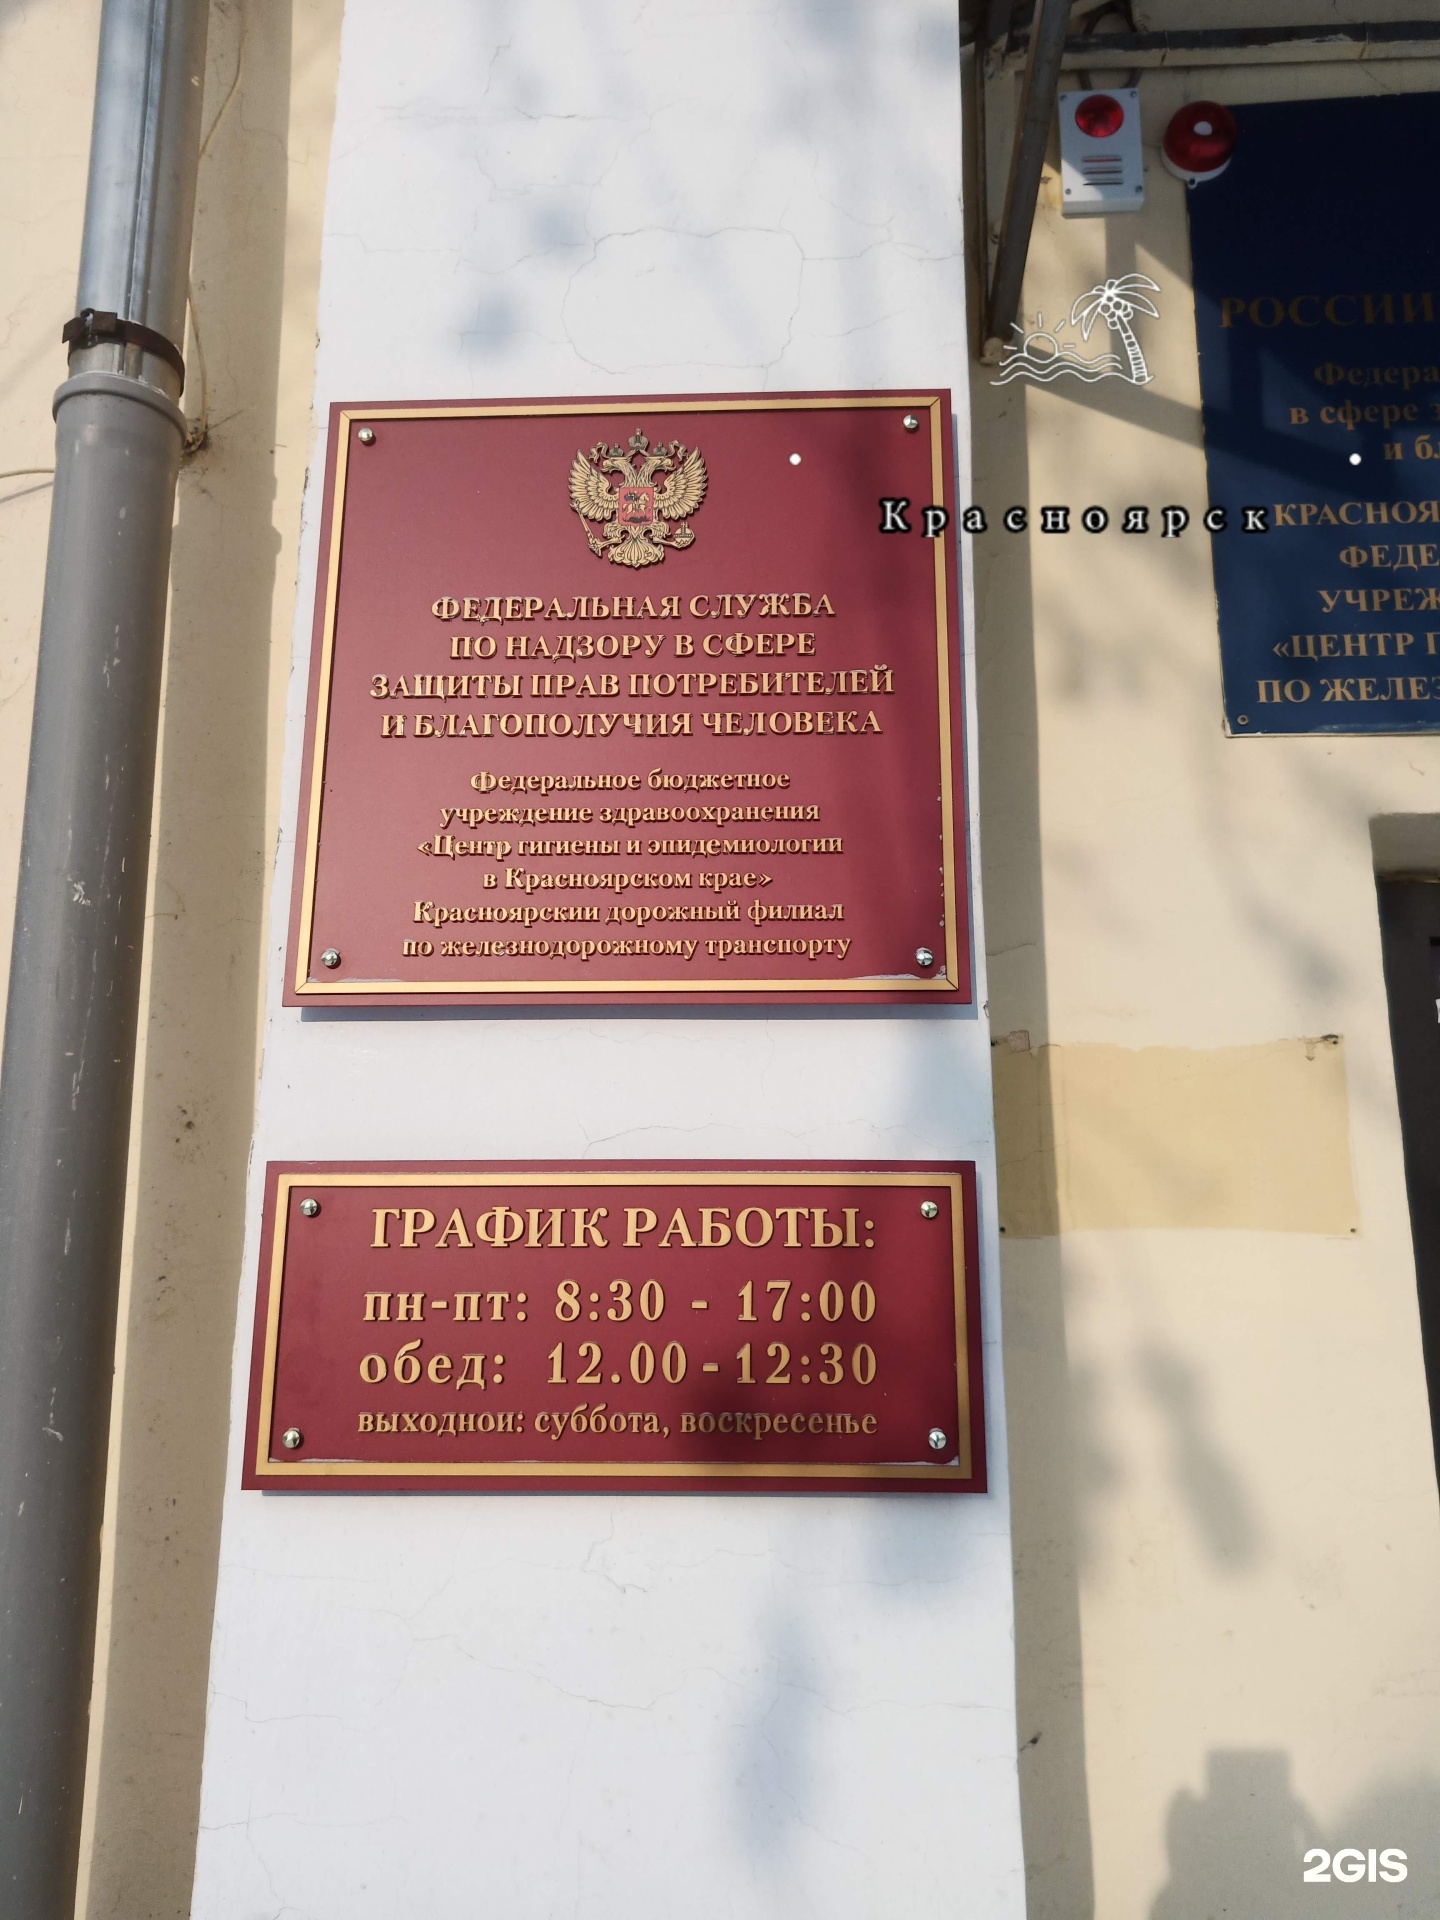 ФЕДЕРАЛЬНАЯ СЛУЖБА
ПО НАДЗОРУ В СФЕРЕ
ЗАЩИТЫ ПРАВ ПОТРЕБИТЕЛЕЙ
И БЛАГОПОЛУЧИЯ ЧЕЛОВЕКА
Федеральное бюджетное
учреждение здравоохранения
«Центр гигиены и эпидемиологии
в Красноярском крае»
Красноярский дорожный филиал
по железнодорожному транспорту
ГРАФИК РАБОТЫ:
пн-пт: 8:30 - 17:00
обед: 12.00 - 12:30
выходной: суббота, воскресенье
Красноярск
РОССИ
Федера
в сфере
и б
КРАСНОЯ
ФЕДЕ
УЧРЕЖ
«ЦЕНТР Г
ПО ЖЕЛЕЗ
2GIS